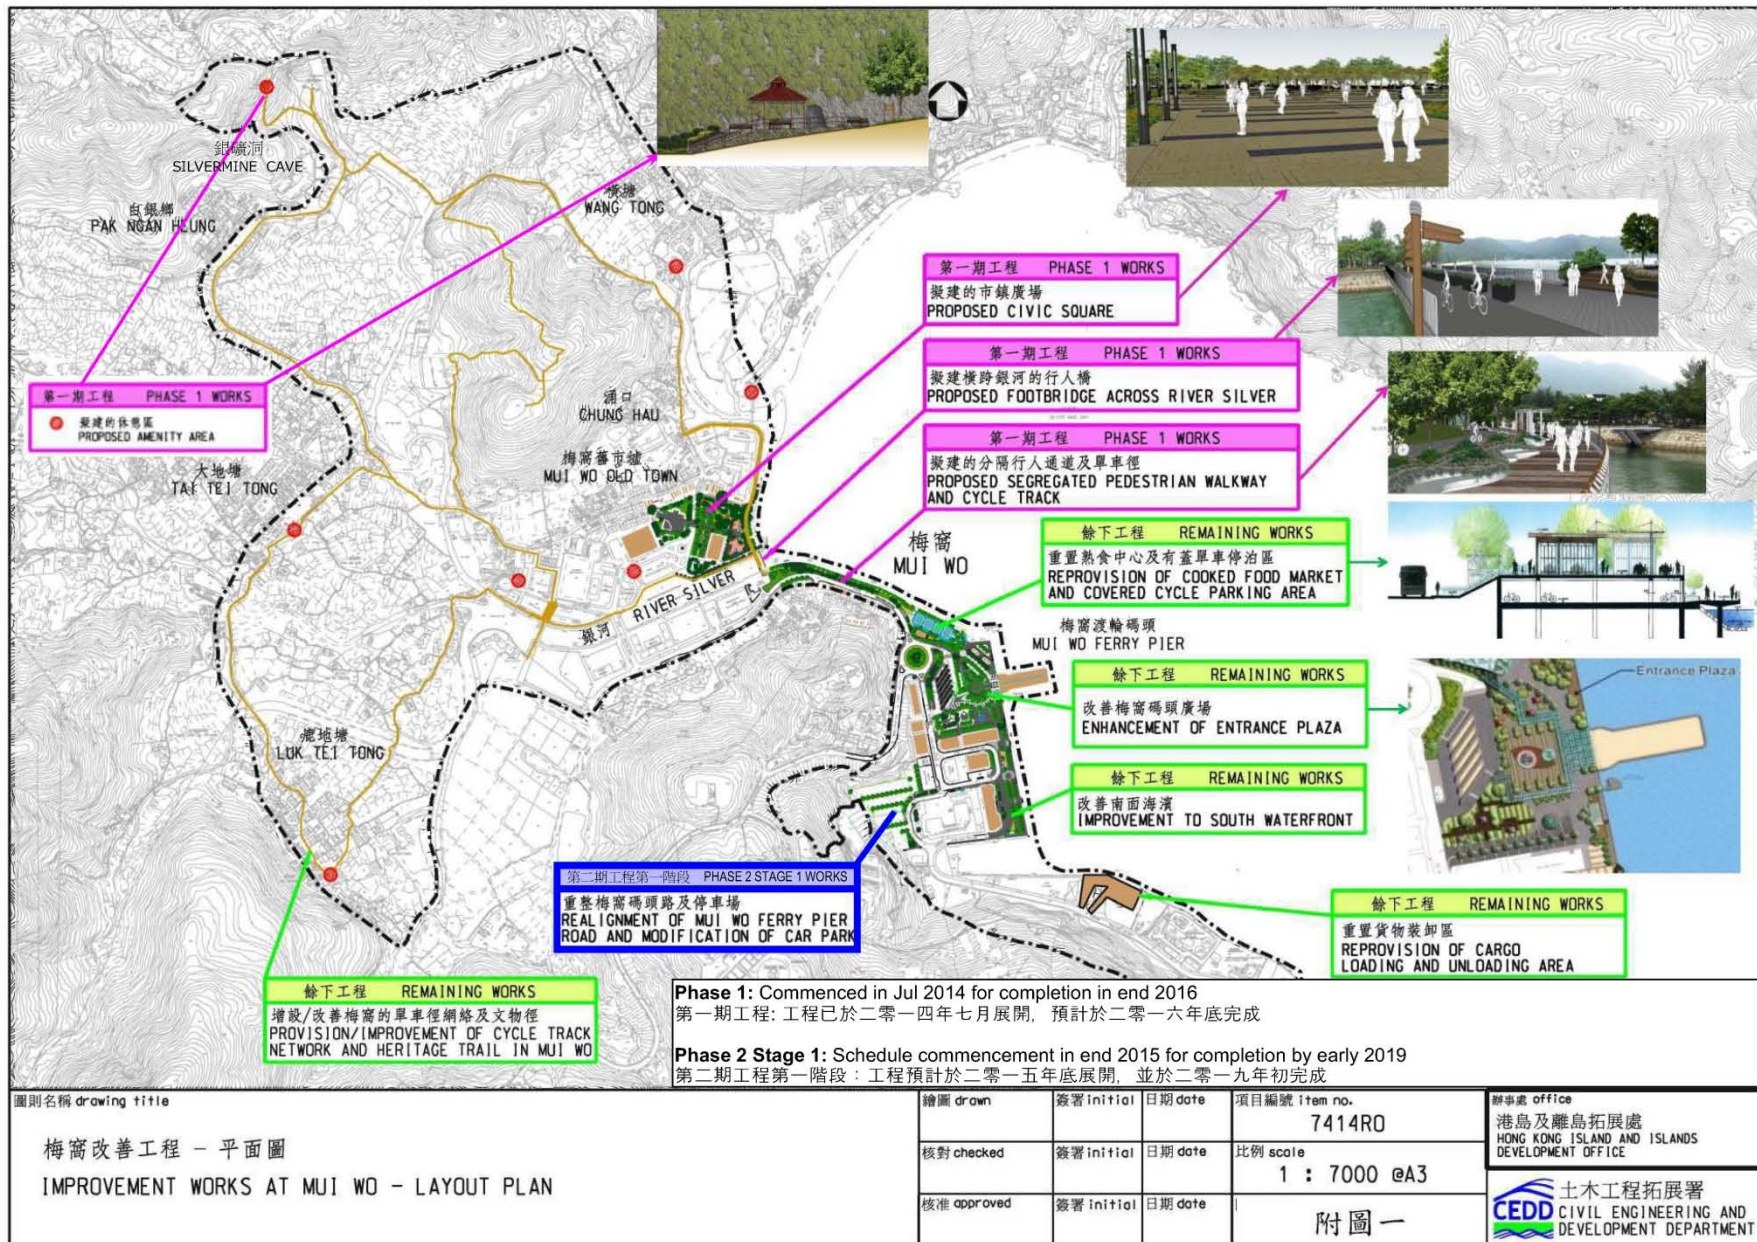 銀礦洞
SILVERMINE CAVE
白銀鄉
PAK NGAN HEUNG
橫塘
WANG TONG
第一期工程 PHASE 1 WORKS
擬建的市鎮廣場
PROPOSED CIVIC SQUARE
第一期工程 PHASE 1 WORKS
擬建橫跨銀河的行人橋
PROPOSED FOOTBRIDGE ACROSS RIVER SILVER
第一期工程 PHASE 1 WORKS
擬建的休憩區
PROPOSED AMENITY AREA
涌口
CHUNG HAU
第一期工程 PHASE 1 WORKS
擬建的分隔行人通道及單車徑
PROPOSED SEGREGATED PEDESTRIAN WALKWAY
AND CYCLE TRACK
大地塘
TAI TEI TONG
梅窩舊市墟
MUI WO OLD TOWN
梅窩
MUI WO
餘下工程 REMAINING WORKS
重置熟食中心及有蓋單車停泊區
REPROVISION OF COOKED FOOD MARKET
AND COVERED CYCLE PARKING AREA
銀河 RIVER SILVER
梅窩渡輪碼頭
MUI WO FERRY PIER
餘下工程 REMAINING WORKS
改善梅窩碼頭廣場
ENHANCEMENT OF ENTRANCE PLAZA
Entrance Plaza
鹿地塘
LUK TEI TONG
餘下工程 REMAINING WORKS
改善南面海濱
IMPROVEMENT TO SOUTH WATERFRONT
第二期工程第一階段 PHASE 2 STAGE 1 WORKS
重整梅窩碼頭路及停車場
REALIGNMENT OF MUI WO FERRY PIER
ROAD AND MODIFICATION OF CAR PARK
餘下工程 REMAINING WORKS
重置貨物裝卸區
REPROVISION OF CARGO
LOADING AND UNLOADING AREA
餘下工程 REMAINING WORKS
增設/改善梅窩的單車徑網絡及文物徑
PROVISION/IMPROVEMENT OF CYCLE TRACK
NETWORK AND HERITAGE TRAIL IN MUI WO
Phase 1: Commenced in Jul 2014 for completion in end 2016
第一期工程: 工程已於二零一四年七月展開, 預計於二零一六年底完成
Phase 2 Stage 1: Schedule commencement in end 2015 for completion by early 2019
第二期工程第一階段：工程預計於二零一五年底展開, 並於二零一九年初完成
圖則名稱 drawing title
梅窩改善工程 - 平面圖
IMPROVEMENT WORKS AT MUI WO - LAYOUT PLAN
繪圖 drawn
簽署 initial
日期 date
核對 checked
簽署 initial
日期 date
核准 approved
簽署 initial
日期 date
項目編號 item no.
7414RO
比例 scale
1 : 7000 @A3
附圖一
辦事處 office
港島及離島拓展處
HONG KONG ISLAND AND ISLANDS
DEVELOPMENT OFFICE
CEDD
土木工程拓展署
CIVIL ENGINEERING AND
DEVELOPMENT DEPARTMENT